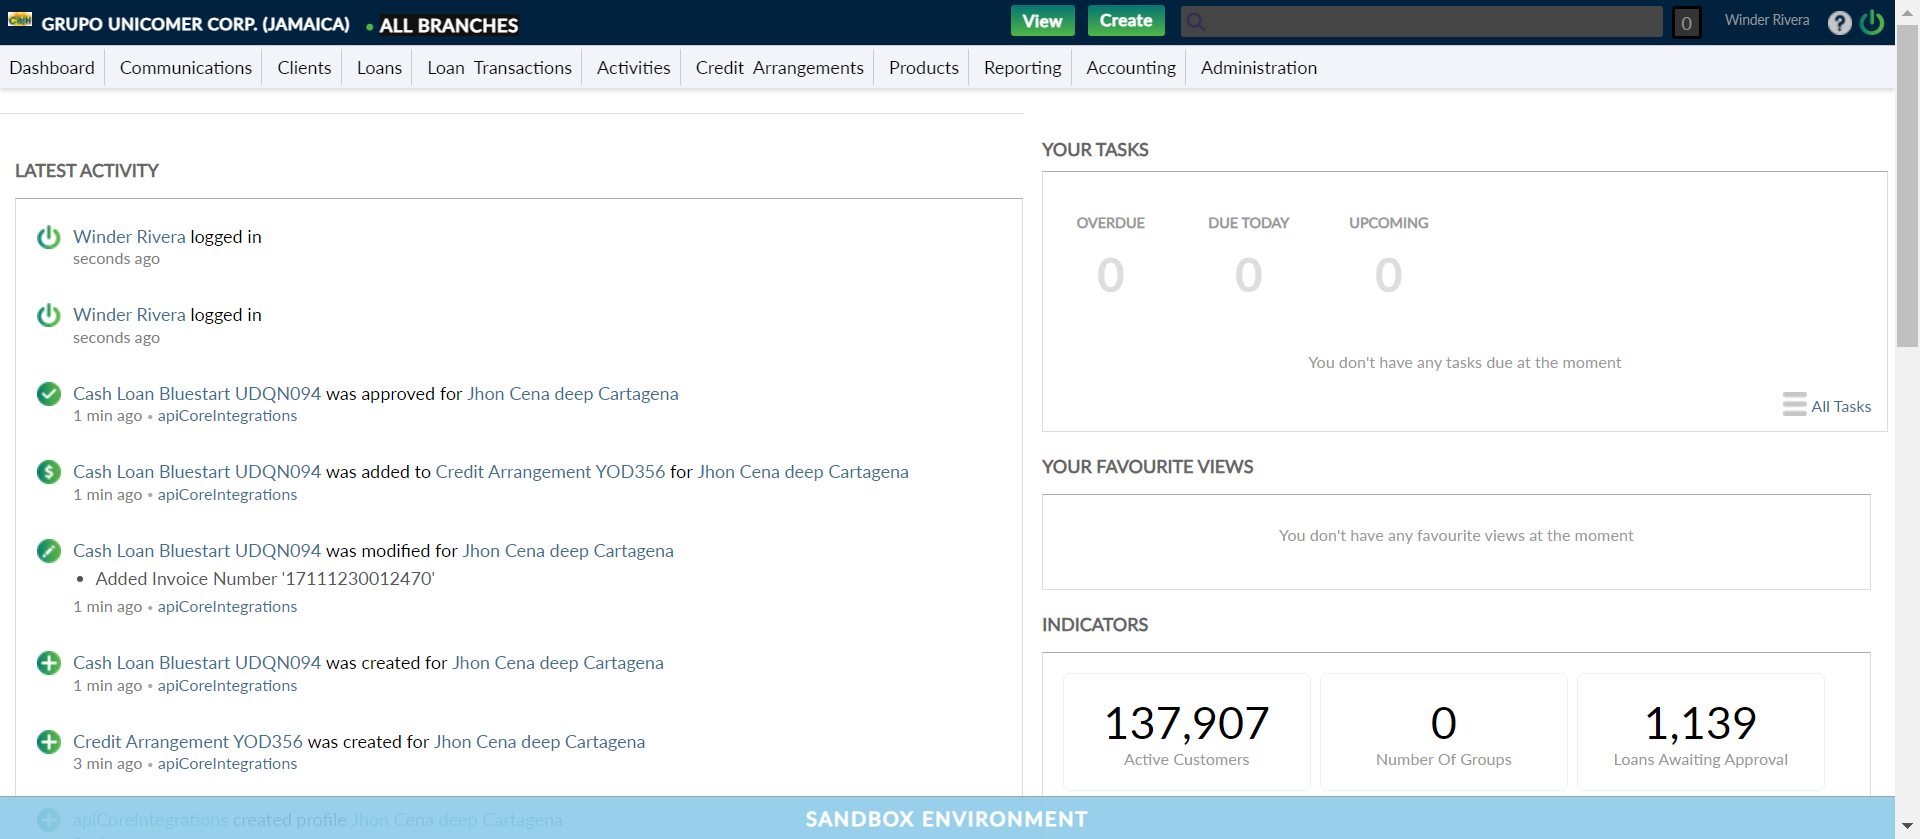 CASH
GRUPO UNICOMER CORP. (JAMAICA) • ALL BRANCHES
View
Create
0
Winder Rivera
?
Dashboard
Communications
Clients
Loans
Loan Transactions
Activities
Credit Arrangements
Products
Reporting
Accounting
Administration
LATEST ACTIVITY
Winder Rivera logged in
seconds ago
Winder Rivera logged in
seconds ago
Cash Loan Bluestart UDQN094 was approved for Jhon Cena deep Cartagena
1 min ago • apiCoreIntegrations
Cash Loan Bluestart UDQN094 was added to Credit Arrangement YOD356 for Jhon Cena deep Cartagena
1 min ago • apiCoreIntegrations
Cash Loan Bluestart UDQN094 was modified for Jhon Cena deep Cartagena
• Added Invoice Number '17111230012470'
1 min ago • apiCoreIntegrations
Cash Loan Bluestart UDQN094 was created for Jhon Cena deep Cartagena
1 min ago • apiCoreIntegrations
Credit Arrangement YOD356 was created for Jhon Cena deep Cartagena
3 min ago • apiCoreIntegrations
apiCoreIntegrations created profile Jhon Cena deep Cartagena
YOUR TASKS
OVERDUE
0
DUE TODAY
0
UPCOMING
0
You don't have any tasks due at the moment
All Tasks
YOUR FAVOURITE VIEWS
You don't have any favourite views at the moment
INDICATORS
137,907
Active Customers
0
Number Of Groups
1,139
Loans Awaiting Approval
SANDBOX ENVIRONMENT